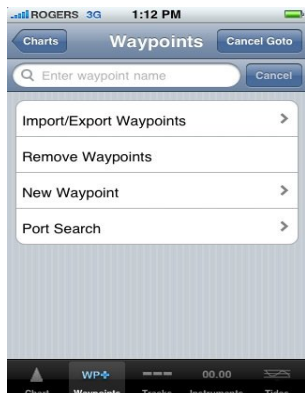 ROGERS 3G 1:12 PM
Charts Waypoints Cancel Goto
Enter waypoint name Cancel
Import/Export Waypoints
Remove Waypoints
New Waypoint
Port Search
WP 00.00
Chart Waypoints Tracks Instruments Tides